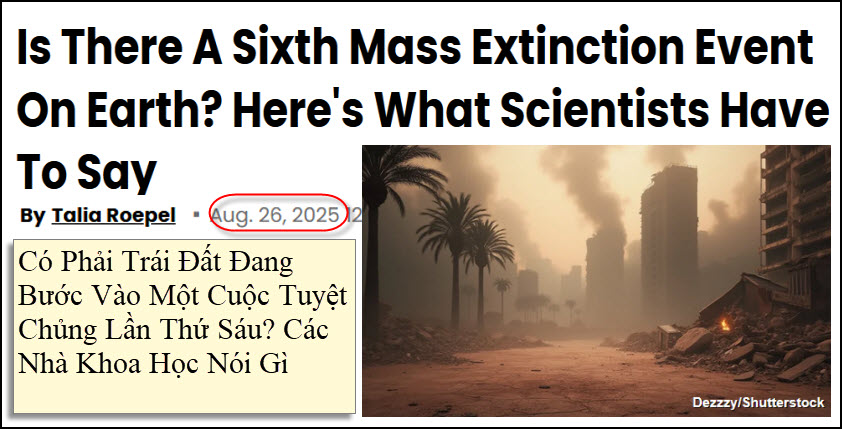 Is There A Sixth Mass Extinction Event
On Earth? Here's What Scientists Have
To Say
By Talia Roepel ▪ Aug. 26, 2025 12
Có Phải Trái Đất Đang
Bước Vào Một Cuộc Tuyệt
Chủng Lần Thứ Sáu? Các
Nhà Khoa Học Nói Gì
Dezzzy/Shutterstock